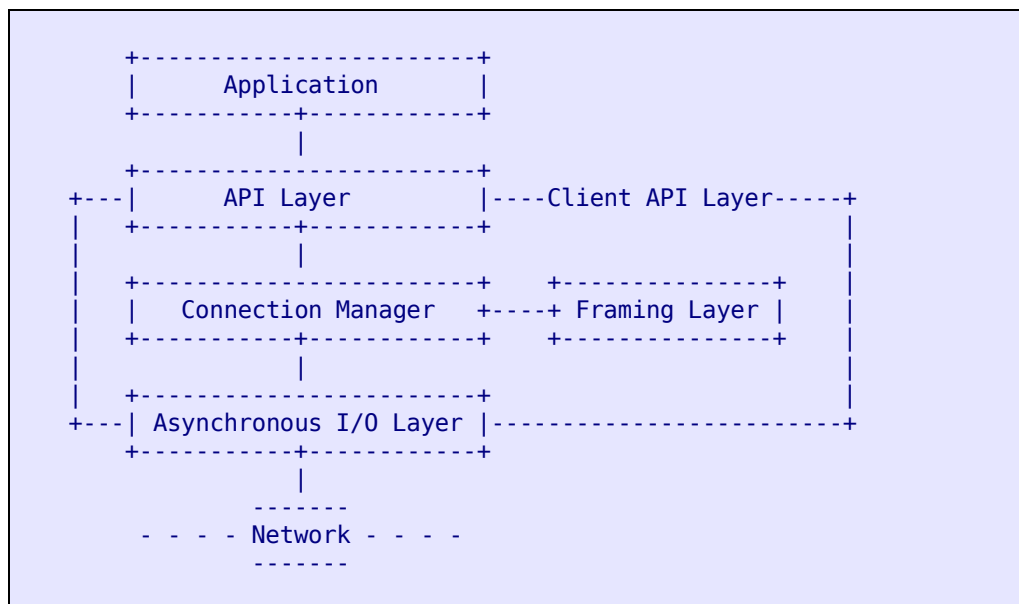 Application
API Layer Client API Layer
Connection Manager Framing Layer
Asynchronous I/O Layer
Network